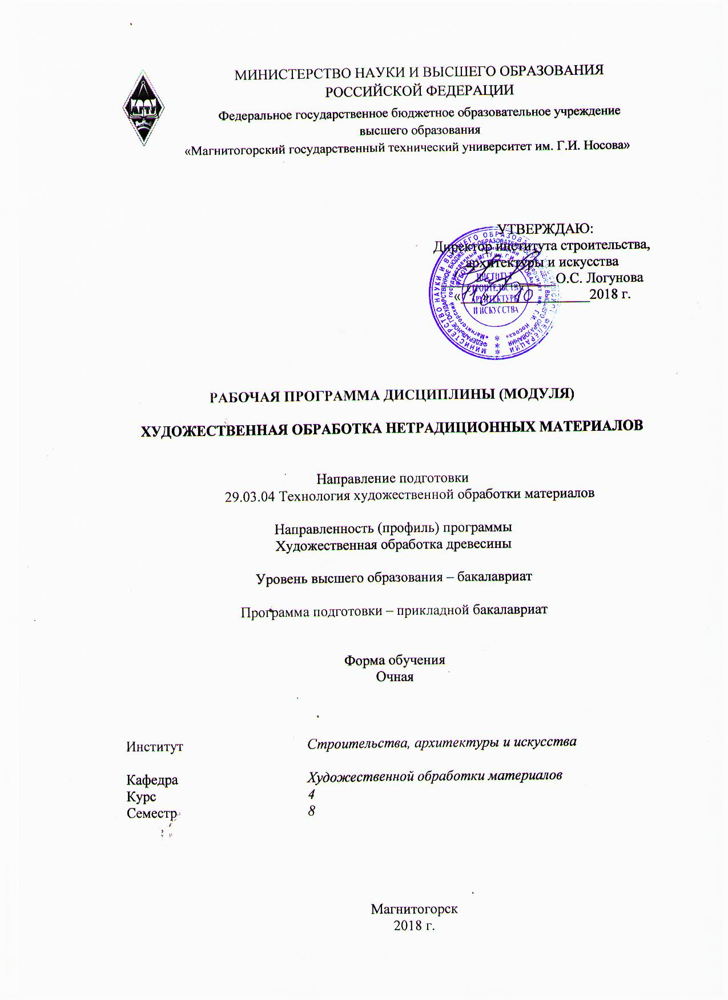 МИНИСТЕРСТВО НАУКИ И ВЫСШЕГО ОБРАЗОВАНИЯ
РОССИЙСКОЙ ФЕДЕРАЦИИ
Федеральное государственное бюджетное образовательное учреждение
высшего образования
«Магнитогорский государственный технический университет им. Г.И. Носова»
МГТУ
УТВЕРЖДАЮ:
Директор института строительства,
архитектуры и искусства
О.С. Логунова
« » 10 2018 г.
ИНСТИТУТ
СТРОИТЕЛЬСТВА
АРХИТЕКТУРЫ
И ИСКУССТВА
РАБОЧАЯ ПРОГРАММА ДИСЦИПЛИНЫ (МОДУЛЯ)
ХУДОЖЕСТВЕННАЯ ОБРАБОТКА НЕТРАДИЦИОННЫХ МАТЕРИАЛОВ
Направление подготовки
29.03.04 Технология художественной обработки материалов
Направленность (профиль) программы
Художественная обработка древесины
Уровень высшего образования – бакалавриат
Программа подготовки – прикладной бакалавриат
Форма обучения
Очная
Институт Строительства, архитектуры и искусства
Кафедра Художественной обработки материалов
Курс 4
Семестр 8
Магнитогорск
2018 г.